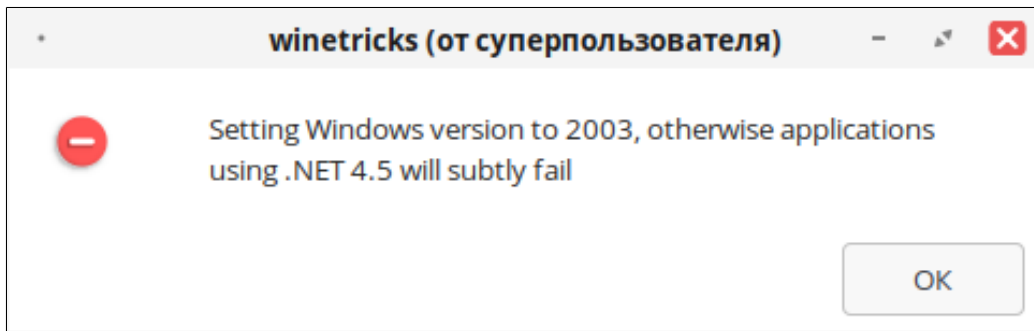 winetricks (от суперпользователя)
Setting Windows version to 2003, otherwise applications
using .NET 4.5 will subtly fail
OK